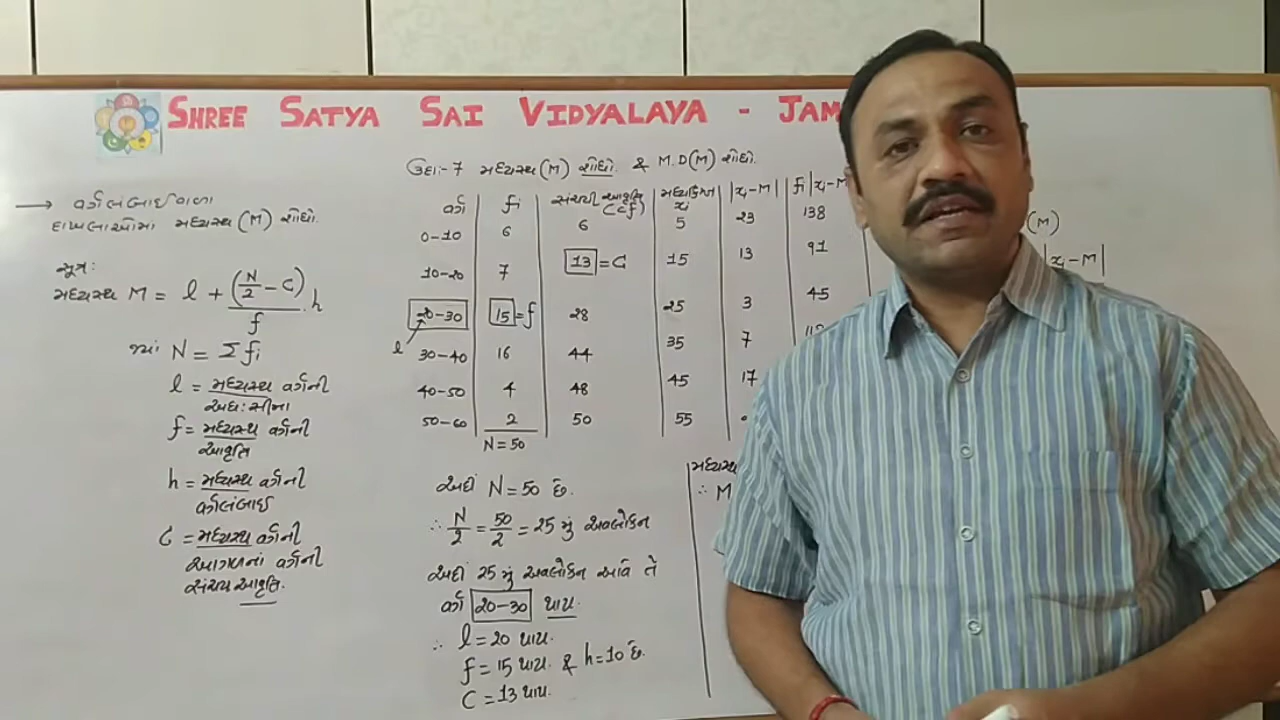 SHREE SATYA SAI VIDYALAYA - JAM
ઉદા:-7 મધ્યસ્થ (M) શોધો. & M.D(M) શોધો.
→ વર્ગલંબાઈવાળા
દાખલાઓમાં મધ્યસ્થ (M) શોધો.
સૂત્ર:
મધ્યસ્થ M = l + (N/2 - C)/f . h
જ્યાં N = Σfi
l = મધ્યસ્થ વર્ગની
અધ:સીમા
f = મધ્યસ્થ વર્ગની
આવૃત્તિ
h = મધ્યસ્થ વર્ગની
વર્ગલંબાઈ
C = મધ્યસ્થ વર્ગની
આગળનાં વર્ગની
સંચય આવૃત્તિ.
વર્ગ fi સંચયી આવૃત્તિ (cf) મધ્યકિંમત xi |xi-M| fi|xi-M
0-10 6 6 5 23 138
10-20 7 13 = C 15 13 91
20-30 15 = f 28 25 3 45
l
30-40 16 44 35 7
40-50 4 48 45 17
50-60 2 50 55
N = 50
અહીં N = 50 છે.
∴ N/2 = 50/2 = 25 મું અવલોકન
અહીં 25 મું અવલોકન આવે તે
વર્ગ 20-30 થાય.
∴ l = 20 થાય.
f = 15 થાય. & h = 10 છે.
C = 13 થાય.
મધ્યસ્થ
∴ M
(M)
|xi - M|